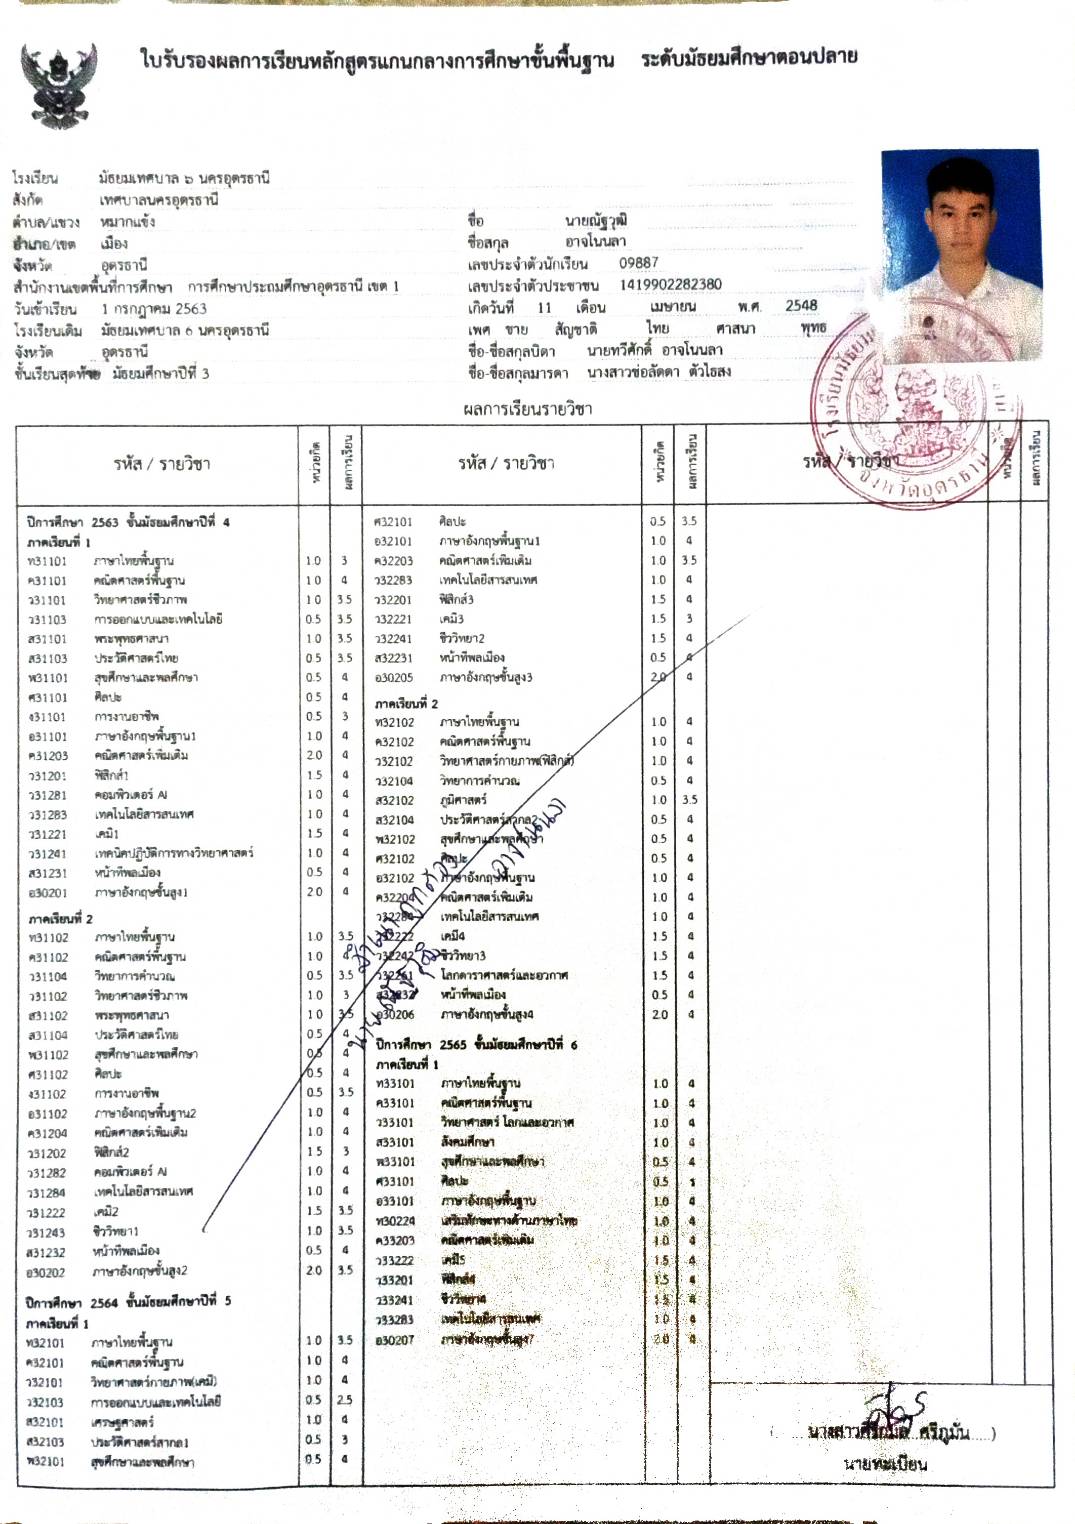 ใบรับรองผลการเรียนหลักสูตรแกนกลางการศึกษาขั้นพื้นฐาน ระดับมัธยมศึกษาตอนปลาย
โรงเรียน มัธยมเทศบาล ๖ นครอุดรธานี
สังกัด เทศบาลนครอุดรธานี
ตำบล/แขวง หมากแข้ง
อำเภอ/เขต เมือง
จังหวัด อุดรธานี
สำนักงานเขตพื้นที่การศึกษา การศึกษาประถมศึกษาอุดรธานี เขต 1
วันเข้าเรียน 1 กรกฎาคม 2563
โรงเรียนเดิม มัธยมเทศบาล 6 นครอุดรธานี
จังหวัด อุดรธานี
ชั้นเรียนสุดท้าย มัธยมศึกษาปีที่ 3
ชื่อ นายณัฐวุฒิ
ชื่อสกุล อาจโนนลา
เลขประจำตัวนักเรียน 09887
เลขประจำตัวประชาชน 1419902282380
เกิดวันที่ 11 เดือน เมษายน พ.ศ. 2548
เพศ ชาย สัญชาติ ไทย ศาสนา พุทธ
ชื่อ-ชื่อสกุลบิดา นายทวีศักดิ์ อาจโนนลา
ชื่อ-ชื่อสกุลมารดา นางสาวช่อลัดดา ตัวไธสง
ผลการเรียนรายวิชา
รหัส / รายวิชา หน่วยกิต ผลการเรียน
ปีการศึกษา 2563 ชั้นมัธยมศึกษาปีที่ 4
ภาคเรียนที่ 1
ท31101 ภาษาไทยพื้นฐาน 1.0 3
ค31101 คณิตศาสตร์พื้นฐาน 1.0 4
ว31101 วิทยาศาสตร์ชีวภาพ 1.0 3.5
ว31103 การออกแบบและเทคโนโลยี 0.5 3.5
ส31101 พระพุทธศาสนา 1.0 3.5
ส31103 ประวัติศาสตร์ไทย 0.5 3.5
พ31101 สุขศึกษาและพลศึกษา 0.5 4
ศ31101 ศิลปะ 0.5 4
ง31101 การงานอาชีพ 0.5 3
อ31101 ภาษาอังกฤษพื้นฐาน1 1.0 4
ค31203 คณิตศาสตร์เพิ่มเติม 2.0 4
ว31201 ฟิสิกส์1 1.5 4
ว31281 คอมพิวเตอร์ AI 1.0 4
ว31283 เทคโนโลยีสารสนเทศ 1.0 4
ว31221 เคมี1 1.5 4
ว31241 เทคนิคปฏิบัติการทางวิทยาศาสตร์ 1.0 4
ส31231 หน้าที่พลเมือง 0.5 4
อ30201 ภาษาอังกฤษขั้นสูง1 2.0 4
ภาคเรียนที่ 2
ท31102 ภาษาไทยพื้นฐาน 1.0 3.5
ค31102 คณิตศาสตร์พื้นฐาน 1.0 4
ว31104 วิทยาการคำนวณ 0.5 3.5
ว31102 วิทยาศาสตร์ชีวภาพ 1.0 3
ส31102 พระพุทธศาสนา 1.0 3.5
ส31104 ประวัติศาสตร์ไทย 0.5 4
พ31102 สุขศึกษาและพลศึกษา 0.5 4
ศ31102 ศิลปะ 0.5 4
ง31102 การงานอาชีพ 0.5 3.5
อ31102 ภาษาอังกฤษพื้นฐาน2 1.0 4
ค31204 คณิตศาสตร์เพิ่มเติม 1.0 4
ว31202 ฟิสิกส์2 1.5 3
ว31282 คอมพิวเตอร์ AI 1.0 4
ว31284 เทคโนโลยีสารสนเทศ 1.0 4
ว31222 เคมี2 1.5 3.5
ว31243 ชีววิทยา1 1.0 3.5
ส31232 หน้าที่พลเมือง 0.5 4
อ30202 ภาษาอังกฤษขั้นสูง2 2.0 3.5
ปีการศึกษา 2564 ชั้นมัธยมศึกษาปีที่ 5
ภาคเรียนที่ 1
ท32101 ภาษาไทยพื้นฐาน 1.0 3.5
ค32101 คณิตศาสตร์พื้นฐาน 1.0 4
ว32101 วิทยาศาสตร์กายภาพ(เคมี) 1.0 4
ว32103 การออกแบบและเทคโนโลยี 0.5 2.5
ส32101 เศรษฐศาสตร์ 1.0 4
ส32103 ประวัติศาสตร์สากล1 0.5 3
พ32101 สุขศึกษาและพลศึกษา 0.5 4
รหัส / รายวิชา หน่วยกิต ผลการเรียน
ศ32101 ศิลปะ 0.5 3.5
อ32101 ภาษาอังกฤษพื้นฐาน1 1.0 4
ค32203 คณิตศาสตร์เพิ่มเติม 1.0 3.5
ว32283 เทคโนโลยีสารสนเทศ 1.0 4
ว32201 ฟิสิกส์3 1.5 4
ว32221 เคมี3 1.5 3
ว32241 ชีววิทยา2 1.5 4
ส32231 หน้าที่พลเมือง 0.5 4
อ30205 ภาษาอังกฤษขั้นสูง3 2.0 4
ภาคเรียนที่ 2
ท32102 ภาษาไทยพื้นฐาน 1.0 4
ค32102 คณิตศาสตร์พื้นฐาน 1.0 4
ว32102 วิทยาศาสตร์กายภาพ(ฟิสิกส์) 1.0 4
ว32104 วิทยาการคำนวณ 0.5 4
ส32102 ภูมิศาสตร์ 1.0 3.5
ส32104 ประวัติศาสตร์สากล2 0.5 4
พ32102 สุขศึกษาและพลศึกษา 0.5 4
ศ32102 ศิลปะ 0.5 4
อ32102 ภาษาอังกฤษพื้นฐาน 1.0 4
ค32204 คณิตศาสตร์เพิ่มเติม 1.0 4
ว32284 เทคโนโลยีสารสนเทศ 1.0 4
ว32222 เคมี4 1.5 4
ว32242 ชีววิทยา3 1.5 4
ว32261 โลกดาราศาสตร์และอวกาศ 1.5 4
ส32232 หน้าที่พลเมือง 0.5 4
อ30206 ภาษาอังกฤษขั้นสูง4 2.0 4
ปีการศึกษา 2565 ชั้นมัธยมศึกษาปีที่ 6
ภาคเรียนที่ 1
ท33101 ภาษาไทยพื้นฐาน 1.0 4
ค33101 คณิตศาสตร์พื้นฐาน 1.0 4
ว33101 วิทยาศาสตร์ โลกและอวกาศ 1.0 4
ส33101 สังคมศึกษา 1.0 4
พ33101 สุขศึกษาและพลศึกษา 0.5 4
ศ33101 ศิลปะ 0.5
อ33101 ภาษาอังกฤษพื้นฐาน 1.0 4
ท30224 เสริมทักษะทางด้านภาษาไทย 1.0 4
ค33203 คณิตศาสตร์เพิ่มเติม 1.0 4
ว33222 เคมี5 1.5 4
ว33201 ฟิสิกส์4 1.5 4
ว33241 ชีววิทยา4 1.5 4
ว33283 เทคโนโลยีสารสนเทศ 1.0 4
อ30207 ภาษาอังกฤษขั้นสูง7 2.0 4
สำเนาถูกต้อง
นายณัฐวุฒิ อาจโนนลา
รหัส / รายวิชา หน่วยกิต ผลการเรียน
โรงเรียนมัธยม
จังหวัดอุดรธานี
( นางสาวศิริกมล ศรีภูมั่น )
นายทะเบียน